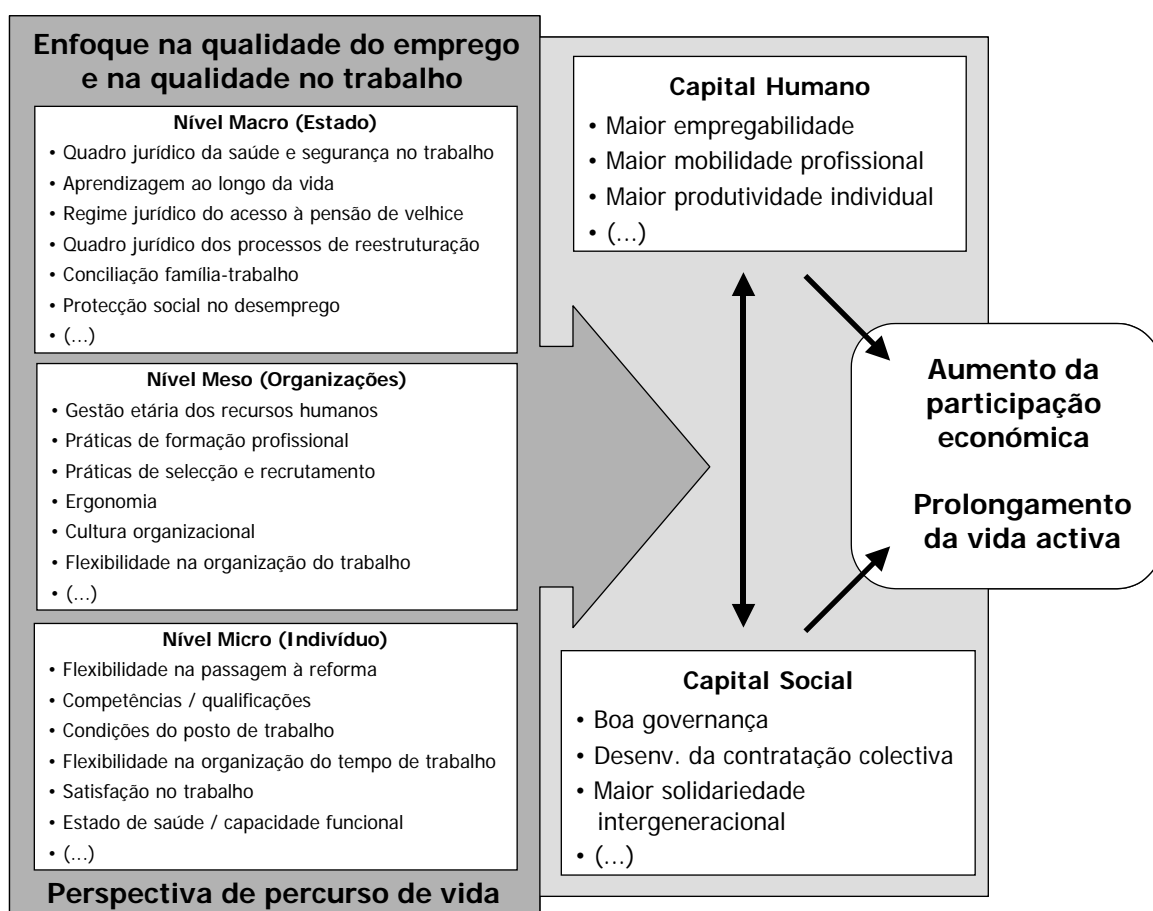 Enfoque na qualidade do emprego
e na qualidade no trabalho
Nível Macro (Estado)
• Quadro jurídico da saúde e segurança no trabalho
• Aprendizagem ao longo da vida
• Regime jurídico do acesso à pensão de velhice
• Quadro jurídico dos processos de reestruturação
• Conciliação família-trabalho
• Protecção social no desemprego
• (...)
Nível Meso (Organizações)
• Gestão etária dos recursos humanos
• Práticas de formação profissional
• Práticas de selecção e recrutamento
• Ergonomia
• Cultura organizacional
• Flexibilidade na organização do trabalho
• (...)
Nível Micro (Indivíduo)
• Flexibilidade na passagem à reforma
• Competências / qualificações
• Condições do posto de trabalho
• Flexibilidade na organização do tempo de trabalho
• Satisfação no trabalho
• Estado de saúde / capacidade funcional
• (...)
Perspectiva de percurso de vida
Capital Humano
• Maior empregabilidade
• Maior mobilidade profissional
• Maior produtividade individual
• (...)
Capital Social
• Boa governança
• Desenv. da contratação colectiva
• Maior solidariedade
intergeneracional
• (...)
Aumento da
participação
económica
Prolongamento
da vida activa